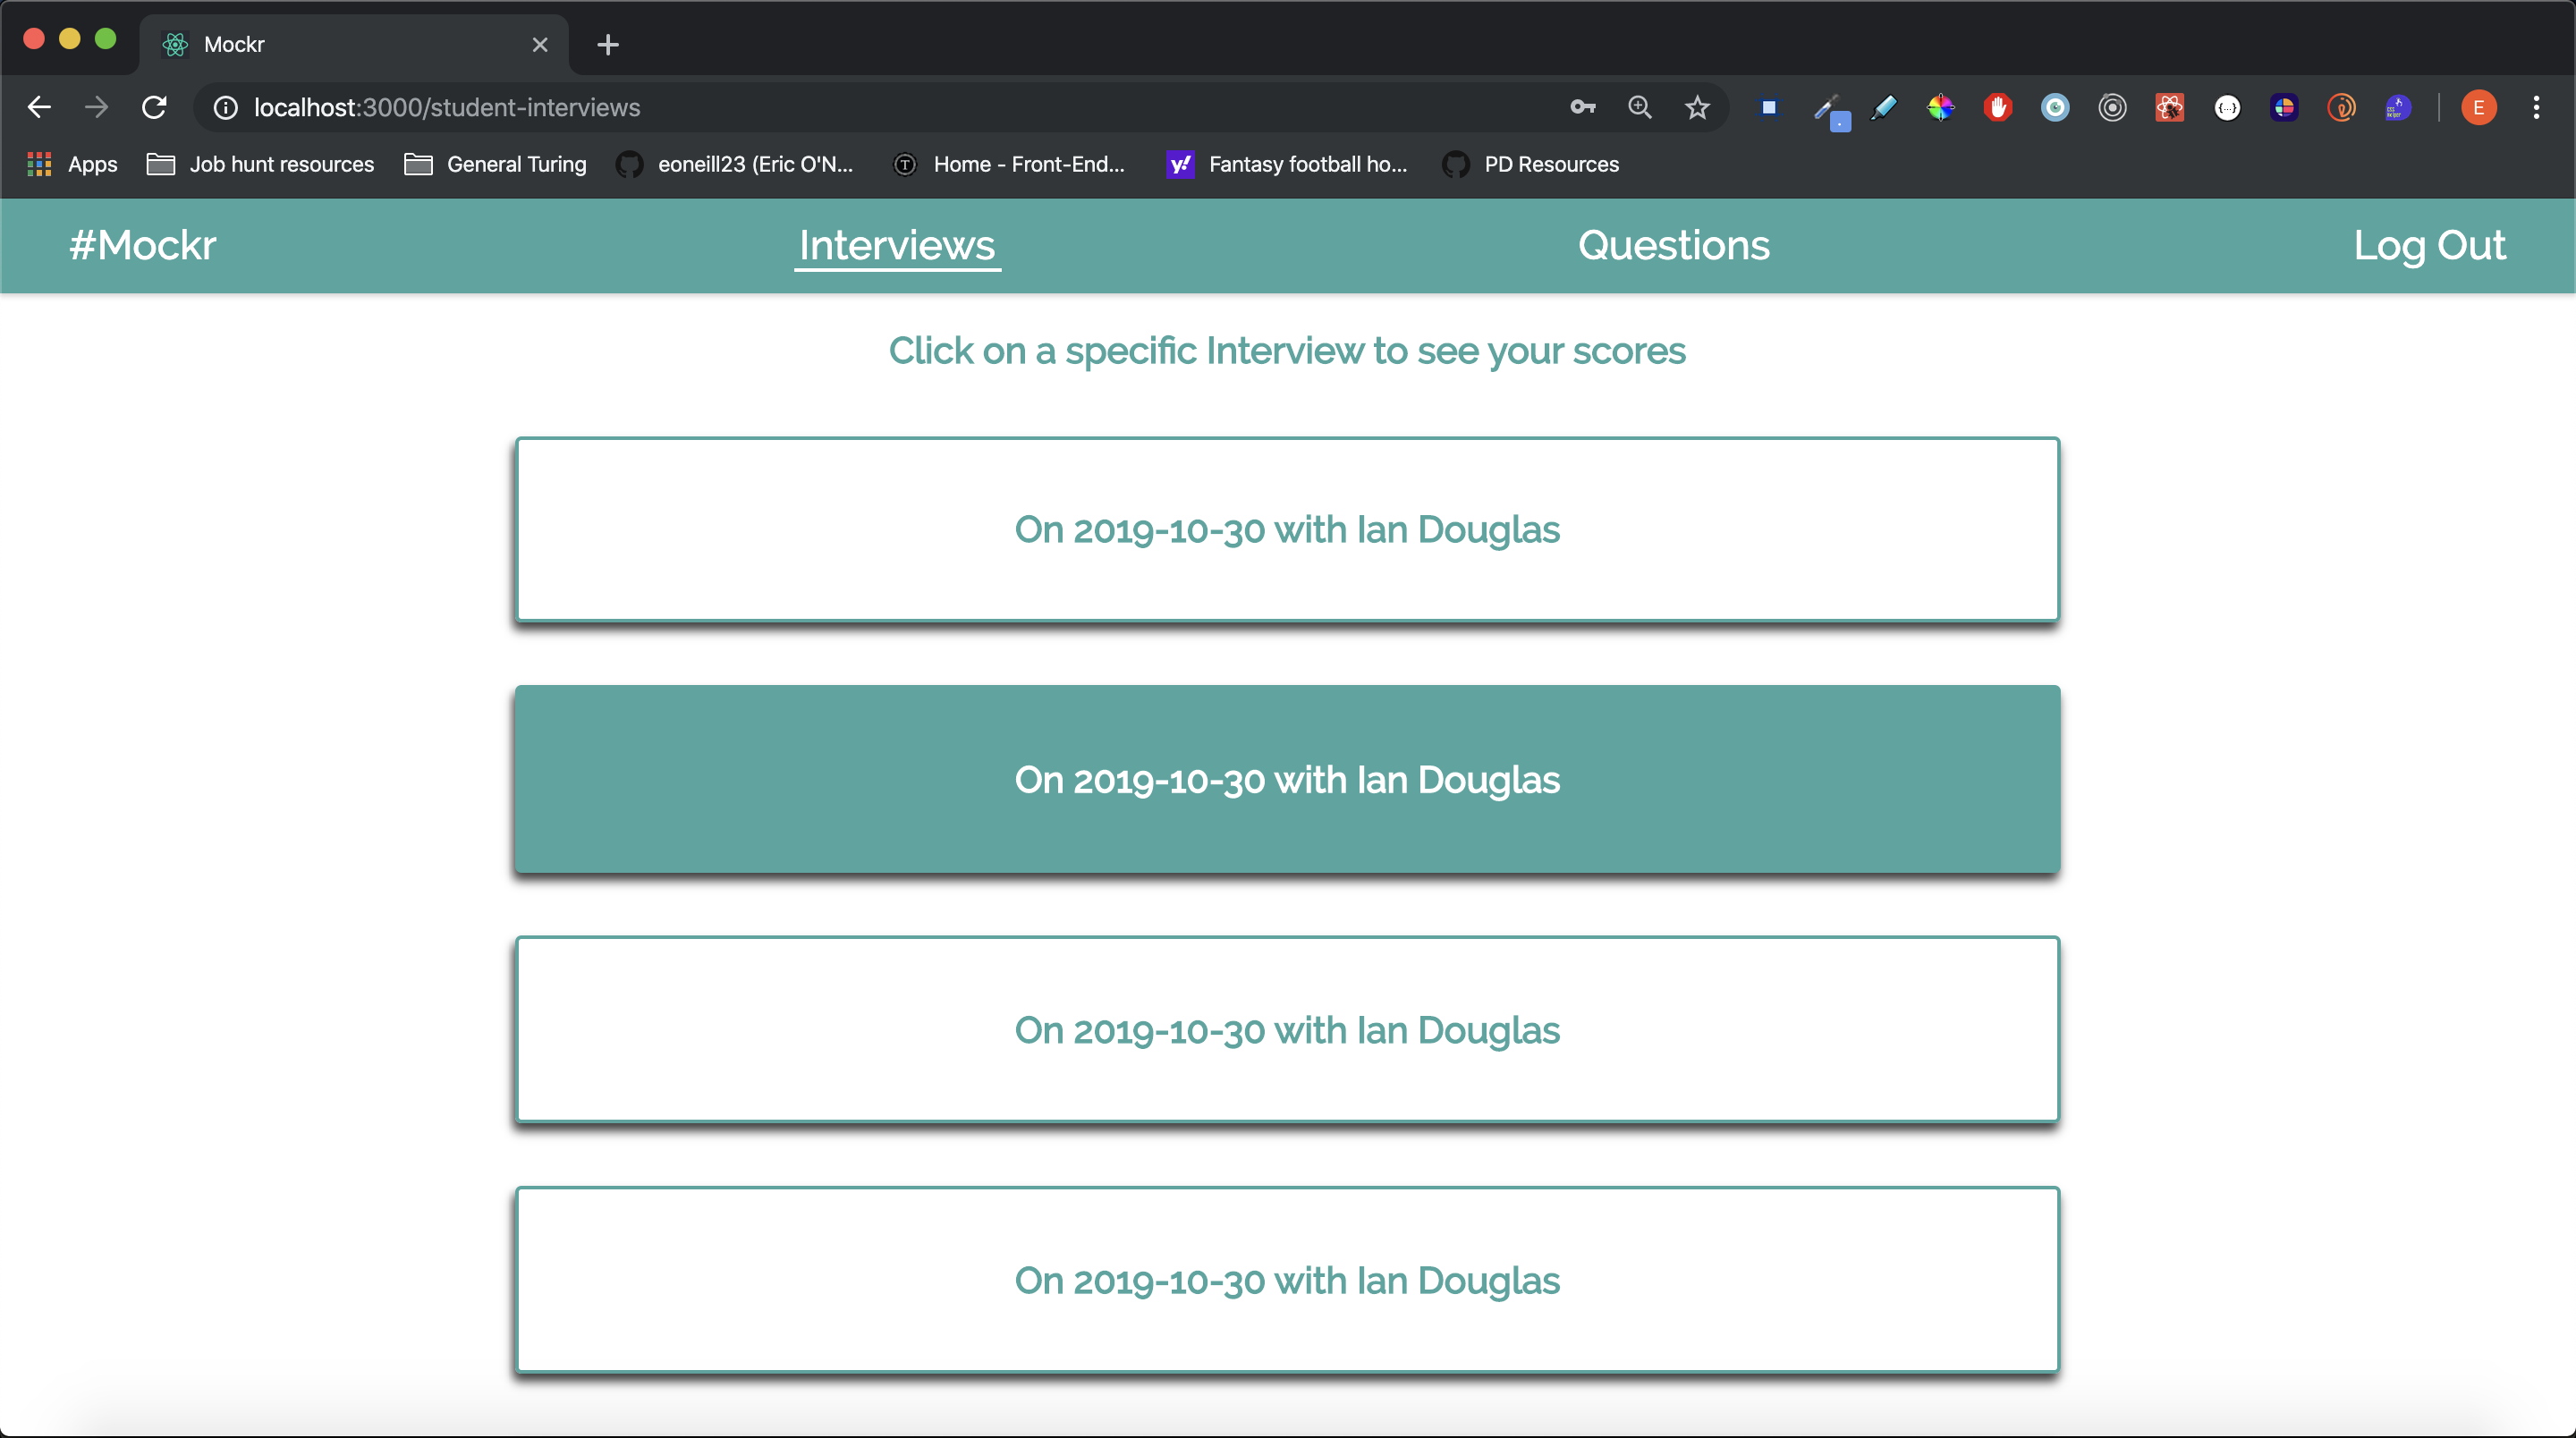 Mockr
localhost:3000/student-interviews
E
Apps
Job hunt resources
General Turing
eoneill23 (Eric O'N...
Home - Front-End...
Fantasy football ho...
PD Resources
#Mockr
Interviews
Questions
Log Out
Click on a specific Interview to see your scores
On 2019-10-30 with Ian Douglas
On 2019-10-30 with Ian Douglas
On 2019-10-30 with Ian Douglas
On 2019-10-30 with Ian Douglas